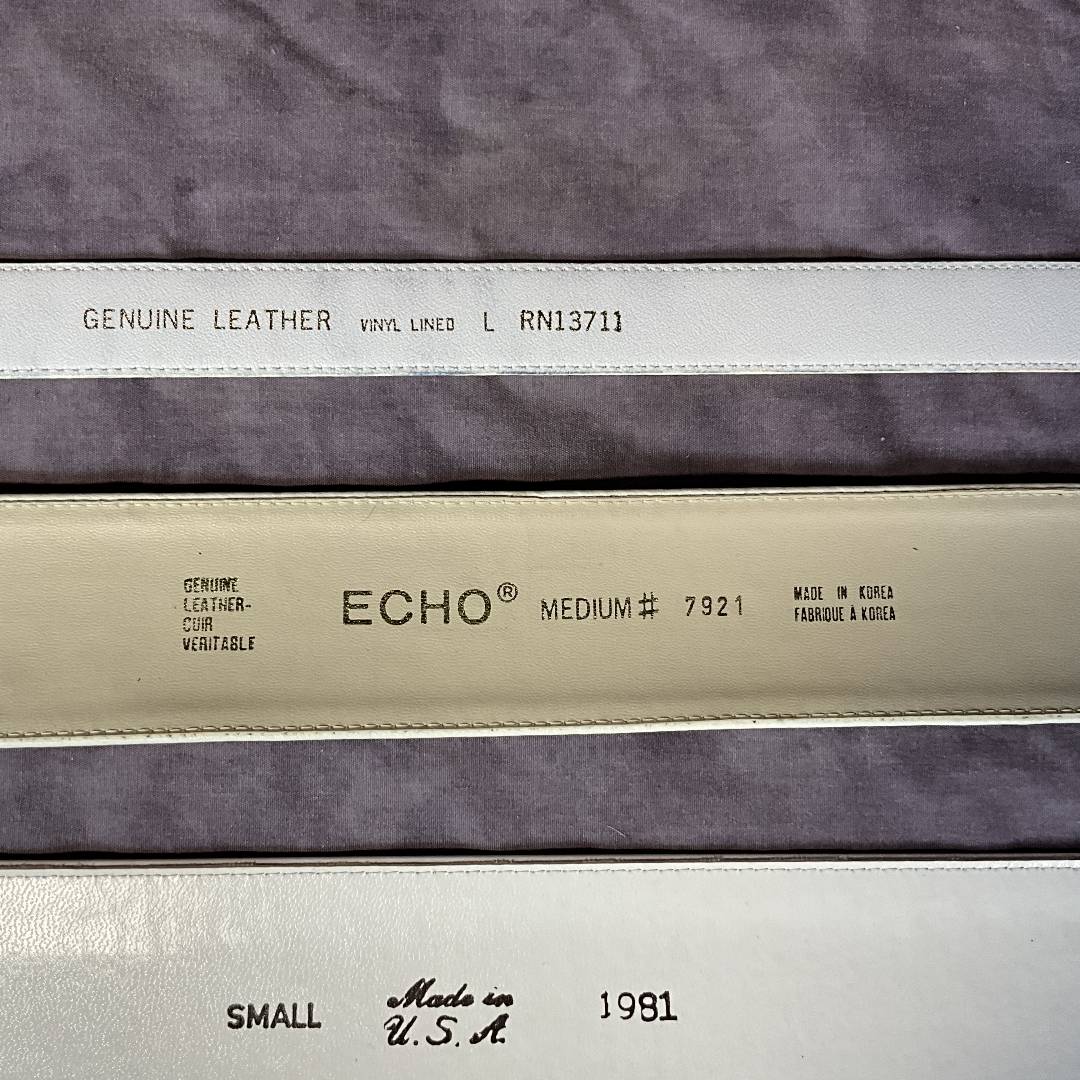 GENUINE LEATHER VINYL LINED L RN13711
GENUINE
LEATHER-
CUIR
VERITABLE
ECHO® MEDIUM # 7921
MADE IN KOREA
FABRIQUE À KOREA
SMALL
Made in
U.S.A.
1981